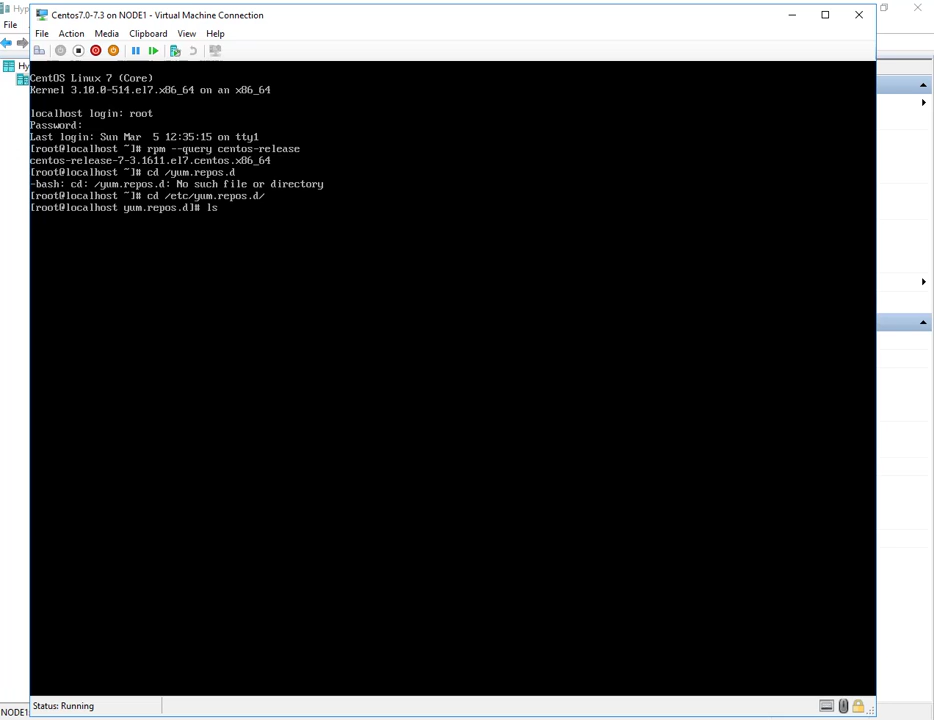 Hyp
Centos7.0-7.3 on NODE1 - Virtual Machine Connection
File
File Action Media Clipboard View Help
Hy
CentOS Linux 7 (Core)
Kernel 3.10.0-514.el7.x86_64 on an x86_64
localhost login: root
Password:
Last login: Sun Mar  5 12:35:15 on tty1
[root@localhost ~]# rpm --query centos-release
centos-release-7-3.1611.el7.centos.x86_64
[root@localhost ~]# cd /yum.repos.d
-bash: cd: /yum.repos.d: No such file or directory
[root@localhost ~]# cd /etc/yum.repos.d/
[root@localhost yum.repos.d]# ls
Status: Running
NODE1